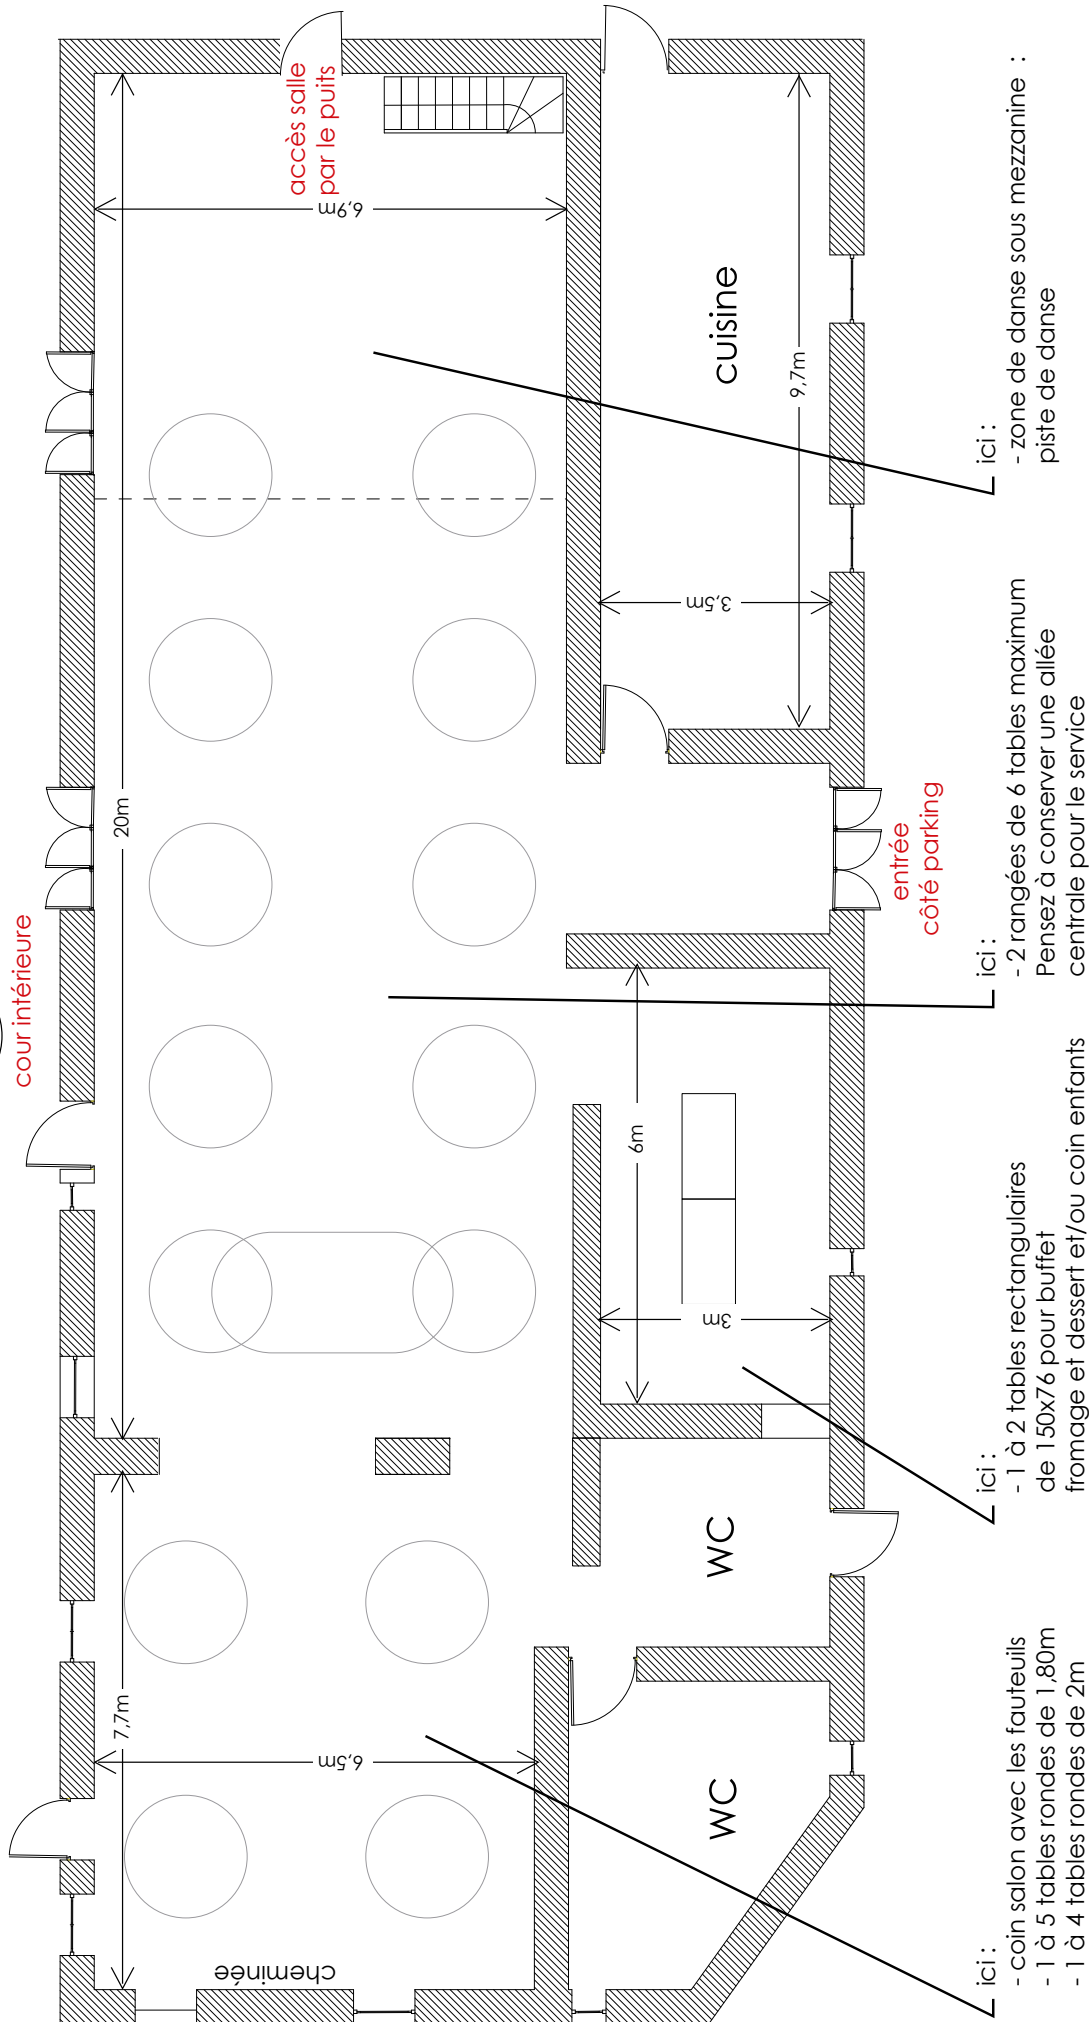 cour intérieure
accès salle
par le puits
20m
6,9m
cuisine
9,7m
3,5m
entrée
côté parking
6m
3m
WC
WC
7,7m
6,5m
cheminée
ici :
- coin salon avec les fauteuils
- 1 à 5 tables rondes de 1,80m
- 1 à 4 tables rondes de 2m
ici :
- 1 à 2 tables rectangulaires
de 150x76 pour buffet
fromage et dessert et/ou coin enfants
ici :
- 2 rangées de 6 tables maximum
Pensez à conserver une allée
centrale pour le service
ici :
- zone de danse sous mezzanine :
piste de danse